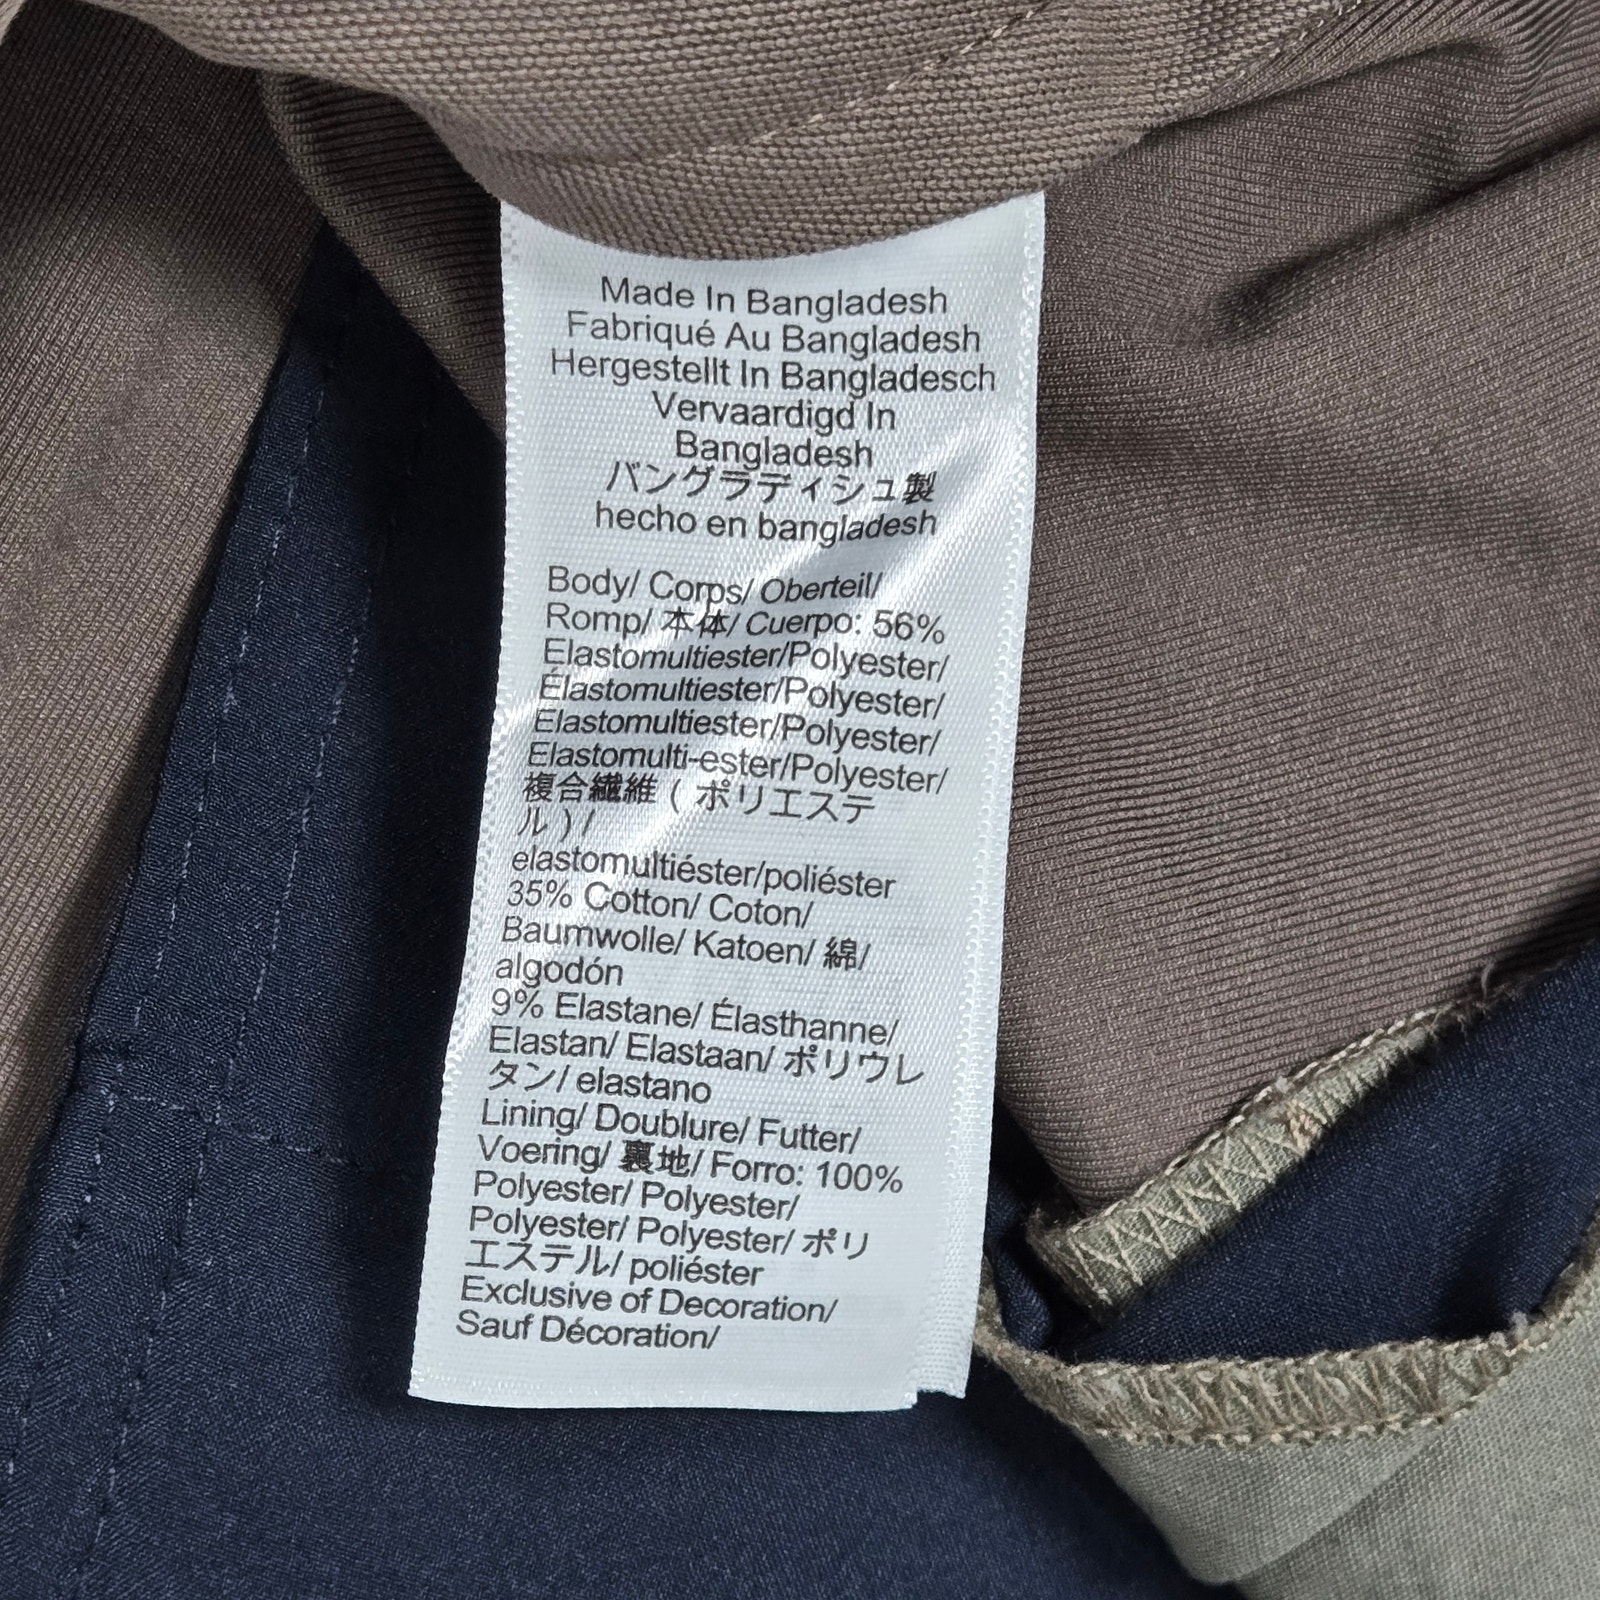 Made In Bangladesh
Fabriqué Au Bangladesh
Hergestellt In Bangladesch
Vervaardigd In
Bangladesh
バングラディシュ製
hecho en bangladesh
Body/ Corps/ Oberteil/
Romp/ 本体/ Cuerpo: 56%
Elastomultiester/Polyester/
Élastomultiester/Polyester/
Elastomultiester/Polyester/
Elastomulti-ester/Polyester/
複合繊維 ( ポリエステ
ル ) /
elastomultiéster/poliéster
35% Cotton/ Coton/
Baumwolle/ Katoen/ 綿/
algodón
9% Elastane/ Élasthanne/
Elastan/ Elastaan/ ポリウレ
タン/ elastano
Lining/ Doublure/ Futter/
Voering/ 裏地/ Forro: 100%
Polyester/ Polyester/
Polyester/ Polyester/ ポリ
エステル/ poliéster
Exclusive of Decoration/
Sauf Décoration/